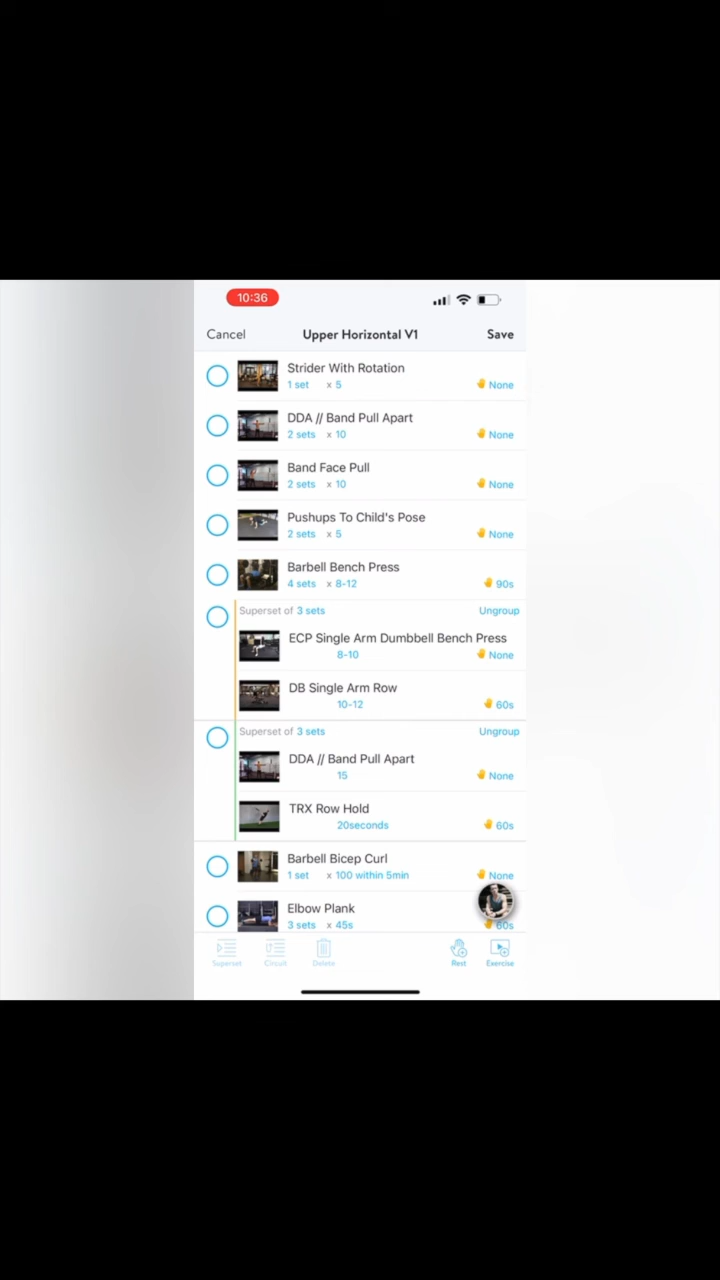 10:36
Cancel Upper Horizontal V1 Save
Strider With Rotation
1 set x 5 None
DDA // Band Pull Apart
2 sets x 10 None
Band Face Pull
2 sets x 10 None
Pushups To Child's Pose
2 sets x 5 None
Barbell Bench Press
4 sets x 8-12 90s
Superset of 3 sets Ungroup
ECP Single Arm Dumbbell Bench Press
8-10 None
DB Single Arm Row
10-12 60s
Superset of 3 sets Ungroup
DDA // Band Pull Apart
15 None
TRX Row Hold
20seconds 60s
Barbell Bicep Curl
1 set x 100 within 5min None
Elbow Plank
3 sets x 45s 60s
Superset Circuit Delete Rest Exercise